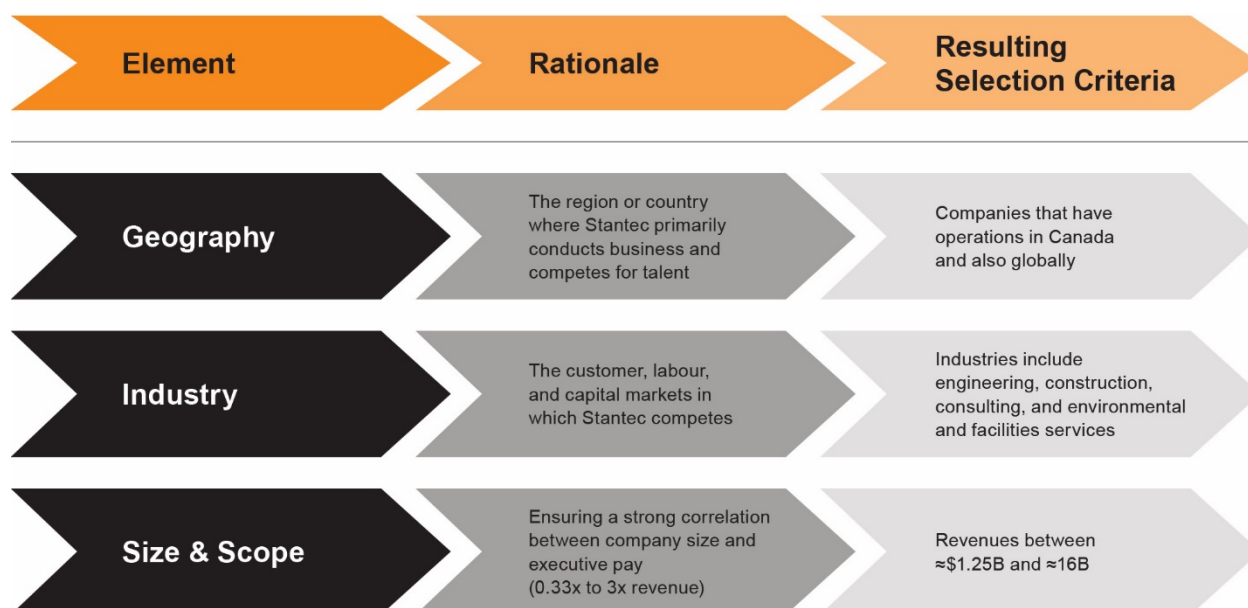 Element
Rationale
Resulting
Selection Criteria
Geography
The region or country
where Stantec primarily
conducts business and
competes for talent
Companies that have
operations in Canada
and also globally
Industry
The customer, labour,
and capital markets in
which Stantec competes
Industries include
engineering, construction,
consulting, and environmental
and facilities services
Size & Scope
Ensuring a strong correlation
between company size and
executive pay
(0.33x to 3x revenue)
Revenues between
≈$1.25B and ≈16B